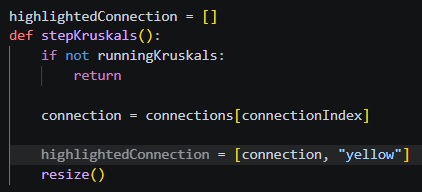 highlightedConnection = []
def stepKruskals():
    if not runningKruskals:
        return
    connection = connections[connectionIndex]
    highlightedConnection = [connection, "yellow"]
    resize()